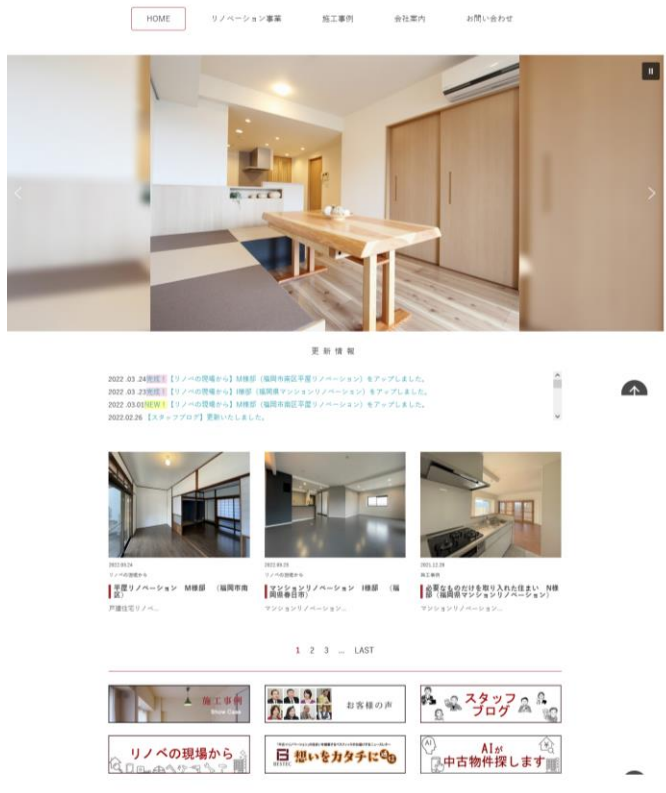 HOME
リノベーション事業
施工事例
会社案内
お問い合わせ
更新情報
2022 .03 .24完成！【リノベの現場から】M様邸（福岡市南区平屋リノベーション）をアップしました。
2022 .03.23完成！【リノベの現場から】I様邸（福岡県マンションリノベーション）をアップしました。
2022 .03.01NEW！【リノベの現場から】M様邸（福岡市南区平屋リノベーション）をアップしました。
2022.02.26 【スタッフブログ】更新いたしました。
2022.03.24
リノベの現場から
平屋リノベーション　M様邸　（福岡市南
区）
戸建住宅リノベ...
リノベの現場から
マンションリノベーション　I様邸　（福
岡県春日市）
マンションリノベーション...
2021.12.28
施工事例
必要なものだけを取り入れた住まい　N様
邸（福岡県マンションリノベーション）
マンションリノベーション...
1 2 3 ... LAST
施工事例
Show Case
お客様の声
スタッフ
ブログ
リノベの現場から
BESTEC
想いをカタチに
AI
AIが
中古物件探します